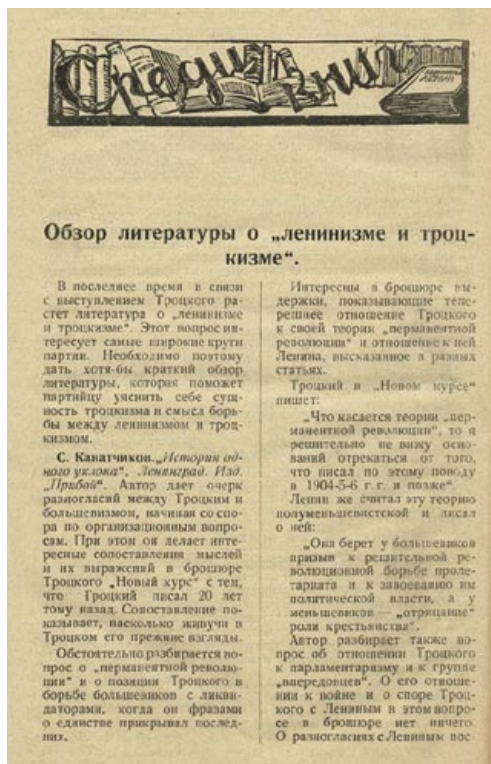 Среди книг
ЛЕНИН
Обзор литературы о „ленинизме и троц-
кизме“.
В последнее время в связи
с выступлением Троцкого ра-
стет литература о „ленинизме
и троцкизме“. Этот вопрос ин-
тересует самые широкие круги
партии. Необходимо поэтому
дать хотя-бы краткий обзор
литературы, которая поможет
партийцу уяснить себе сущ-
ность троцкизма и смысл борь-
бы между ленинизмом и троц-
кизмом.
С. Канатчиков. „История од-
ного уклона“. Ленинград. Изд.
„Прибой“. Автор дает очерк
разногласий между Троцким и
большевизмом, начиная со спо-
ра по организационным вопро-
сам. При этом он делает инте-
ресные сопоставления мыслей
и их выражений в брошюре
Троцкого „Новый курс“ с тем,
что Троцкий писал 20 лет
тому назад. Сопоставление по-
казывает, насколько живучи в
Троцком его прежние взгляды.
Обстоятельно разбирается во-
прос о „перманентной револю-
ции“ и о позиции Троцкого в
борьбе большевиков с ликви-
даторами, когда он фразами
о единстве прикрывал послед-
них.
Интересны в брошюре вы-
держки, показывающие тепе-
решнее отношение Троцкого
к своей теории „перманентной
революции“ и отношение к ней
Ленина, высказанное в разных
статьях.
Троцкий в „Новом курсе“
пишет:
„Что касается теории „пер-
манентной революции“, то я
решительно не вижу осно-
ваний отрекаться от того,
что писал по этому поводу
в 1904-5-6 г.г. и позже“.
Ленин же считал эту теорию
полуменьшевистской и писал
о ней:
„Она берет у большевиков
призыв к решительной ре-
волюционной борьбе проле-
тариата и к завоеванию им
политической власти, а у
меньшевиков — „отрицание“
роли крестьянства“.
Автор разбирает также во-
прос об отношении Троцкого
к парламентаризму и к группе
„впередовцев“. О его отноше-
нии к войне и о споре Троц-
кого с Лениным в этом вопро-
се в брошюре нет ничего.
О разногласиях с Лениным вос-